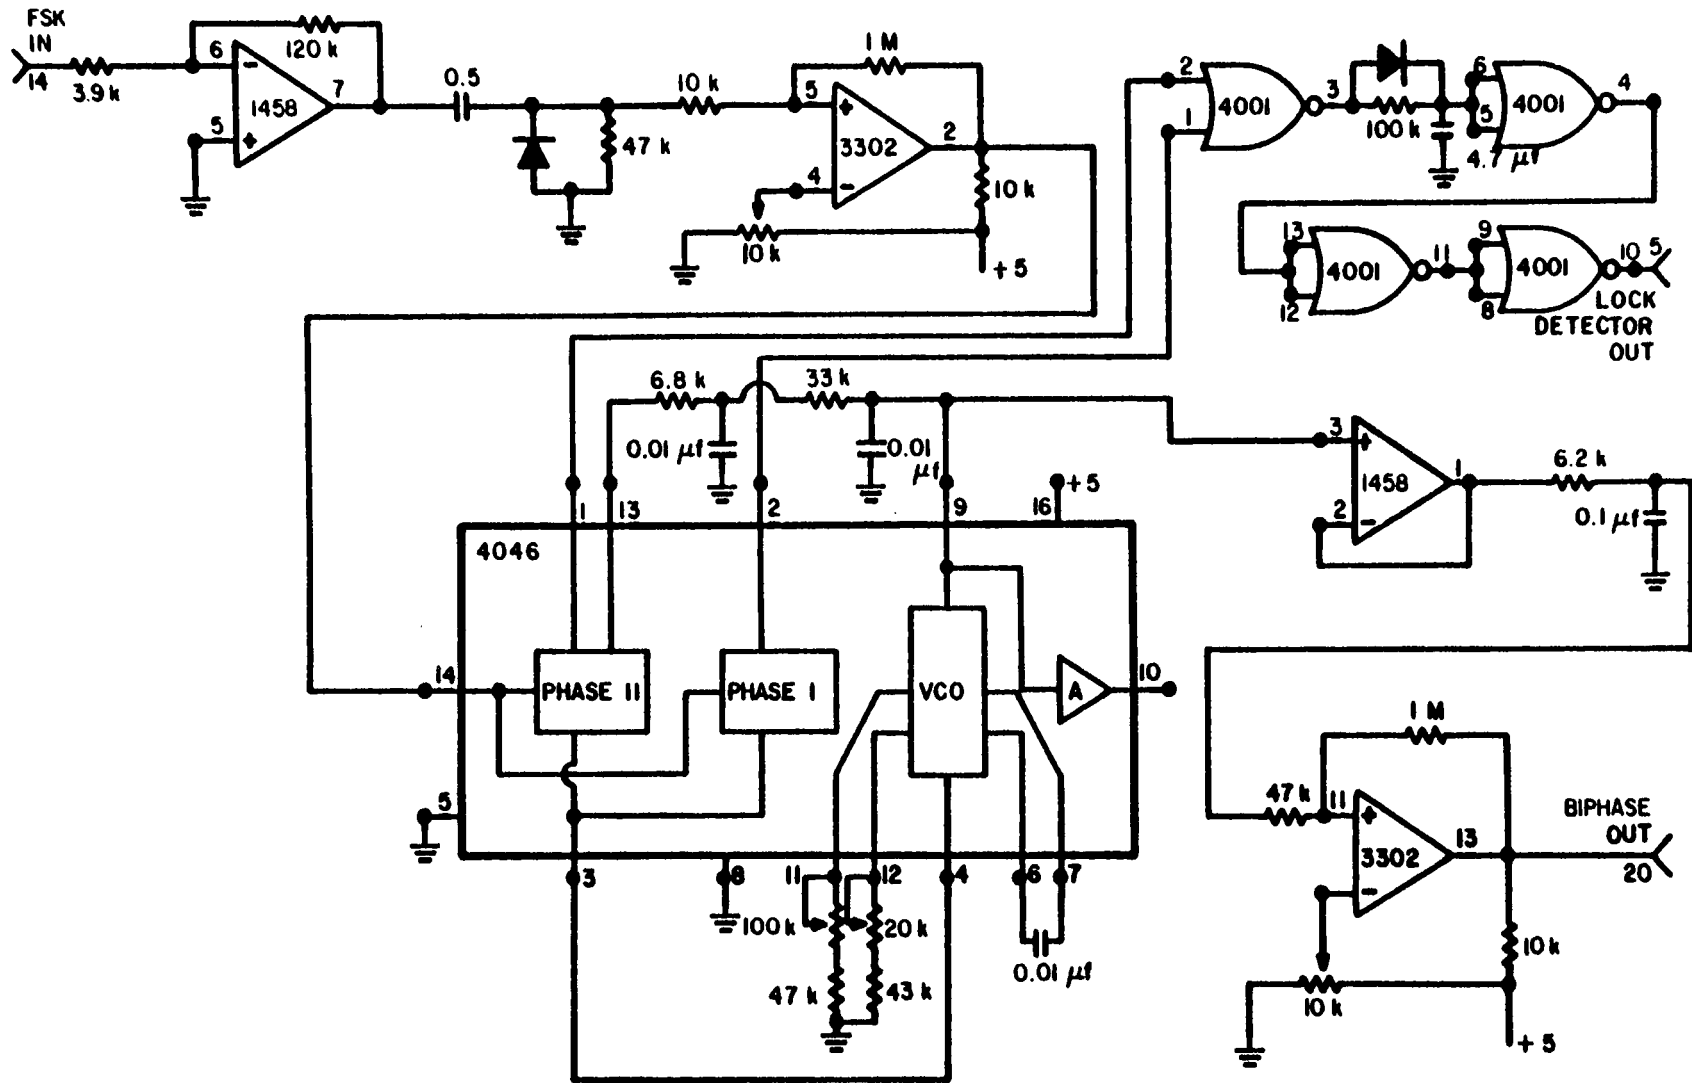 FSK
IN
14
3.9 k
120 k
6
-
1458
7
5
+
0.5
47 k
10 k
1 M
5
+
3302
2
4
-
10 k
10 k
+ 5
2
1
4001
3
100 k
4.7 μf
6
5
4001
4
13
12
4001
11
9
8
4001
10
5
LOCK
DETECTOR
OUT
6.8 k
33 k
0.01 μf
0.01
μf
+ 5
1
13
2
9
16
4046
3
+
1458
1
2
-
6.2 k
0.1 μf
14
PHASE II
PHASE I
VCO
A
10
5
3
8
11
12
4
6
7
100 k
20 k
47 k
43 k
0.01 μf
1 M
47 k
11
+
3302
13
-
BIPHASE
OUT
20
10 k
10 k
+ 5